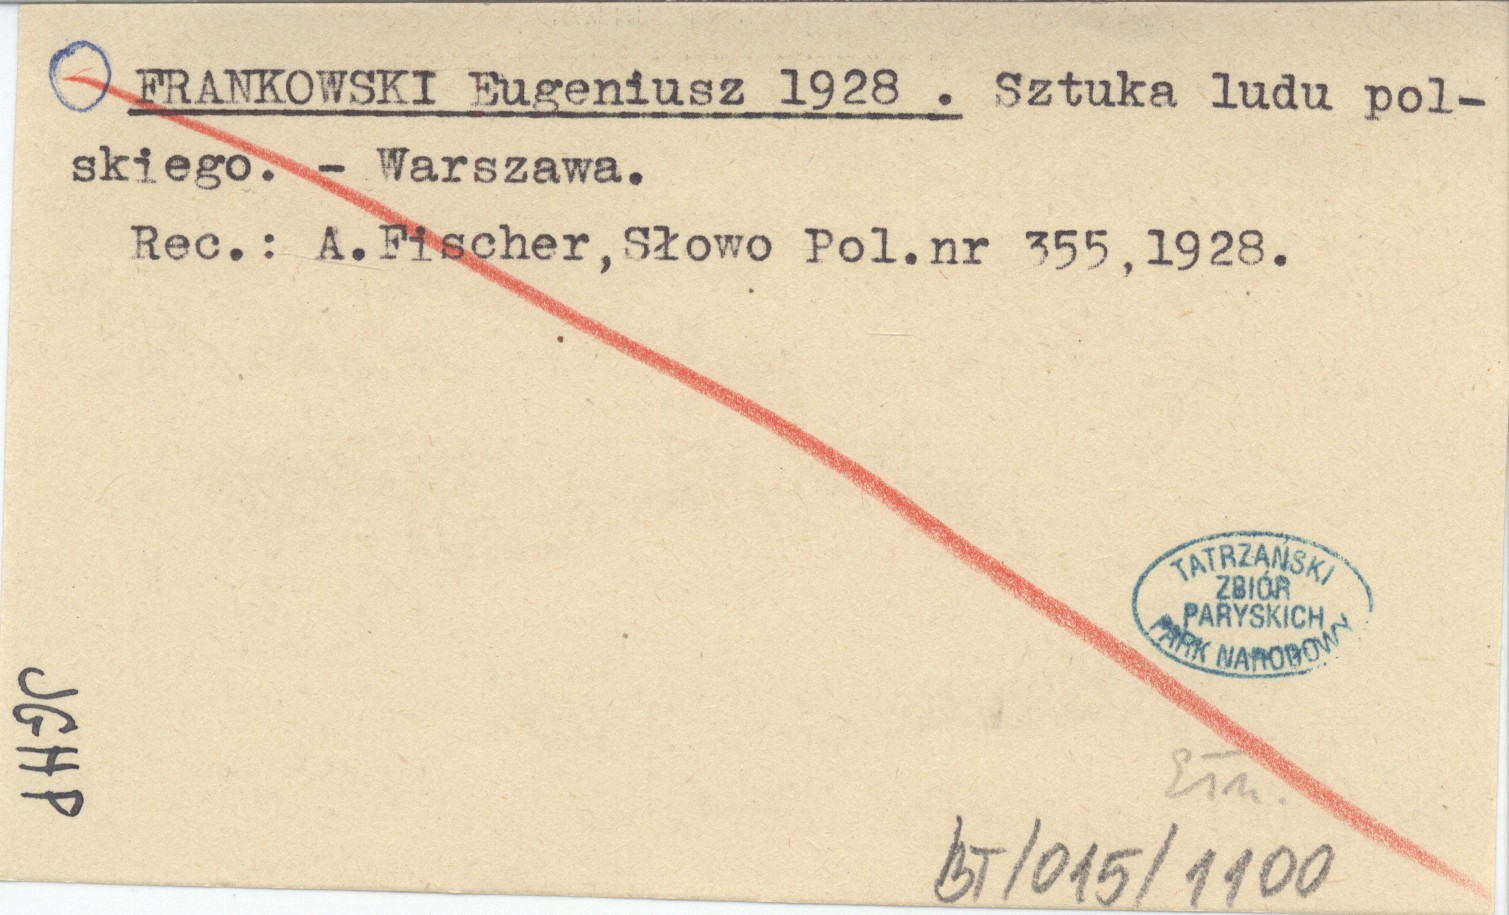 FRANKOWSKI Eugeniusz 1928 . Sztuka ludu pol-
skiego. - Warszawa.
Rec.: A.Fischer,Słowo Pol.nr 355,1928.
TATRZAŃSKI
ZBIÓR
PARYSKICH
PARK NARODOWY
JGHP
Etn.
BT/015/1100